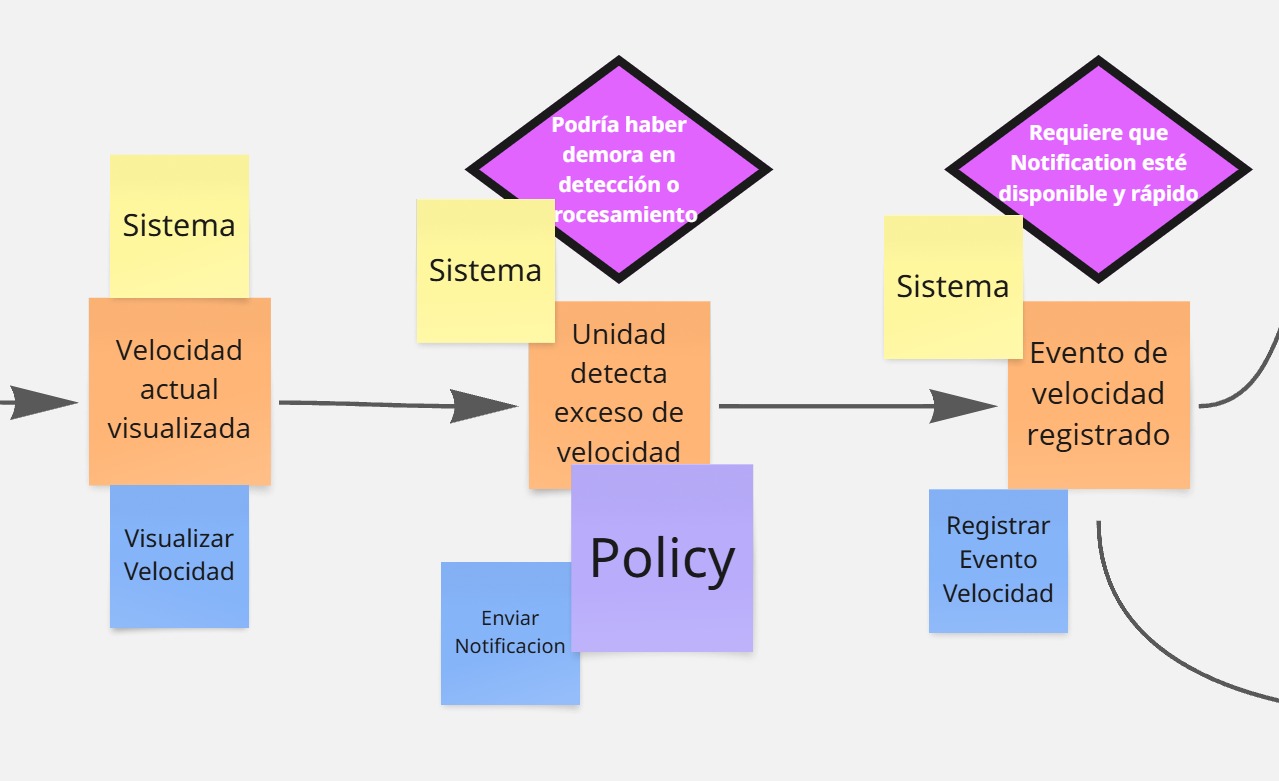 Sistema
Velocidad
actual
visualizada
Visualizar
Velocidad
Podría haber
demora en
detección o
rocesamiento
Sistema
Unidad
detecta
exceso de
velocidad
Policy
Enviar
Notificacion
Requiere que
Notification esté
disponible y rápido
Sistema
Evento de
velocidad
registrado
Registrar
Evento
Velocidad